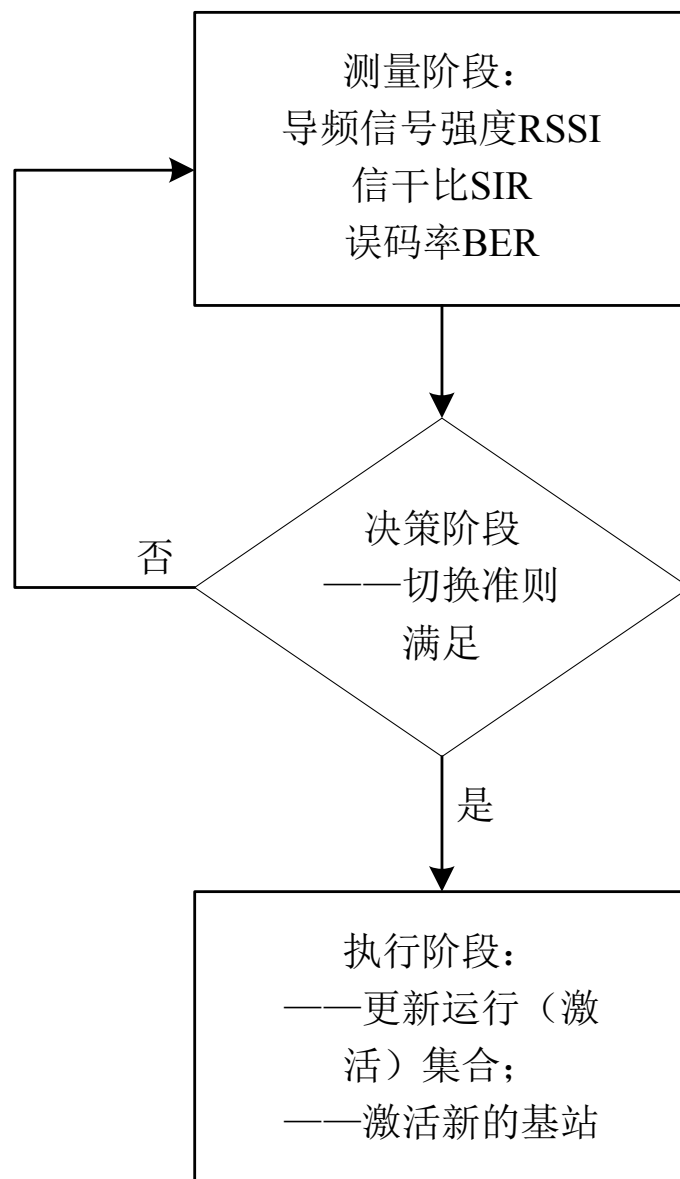 测量阶段：
导频信号强度RSSI
信干比SIR
误码率BER
决策阶段
——切换准则
满足
否
是
执行阶段：
——更新运行（激
活）集合；
——激活新的基站